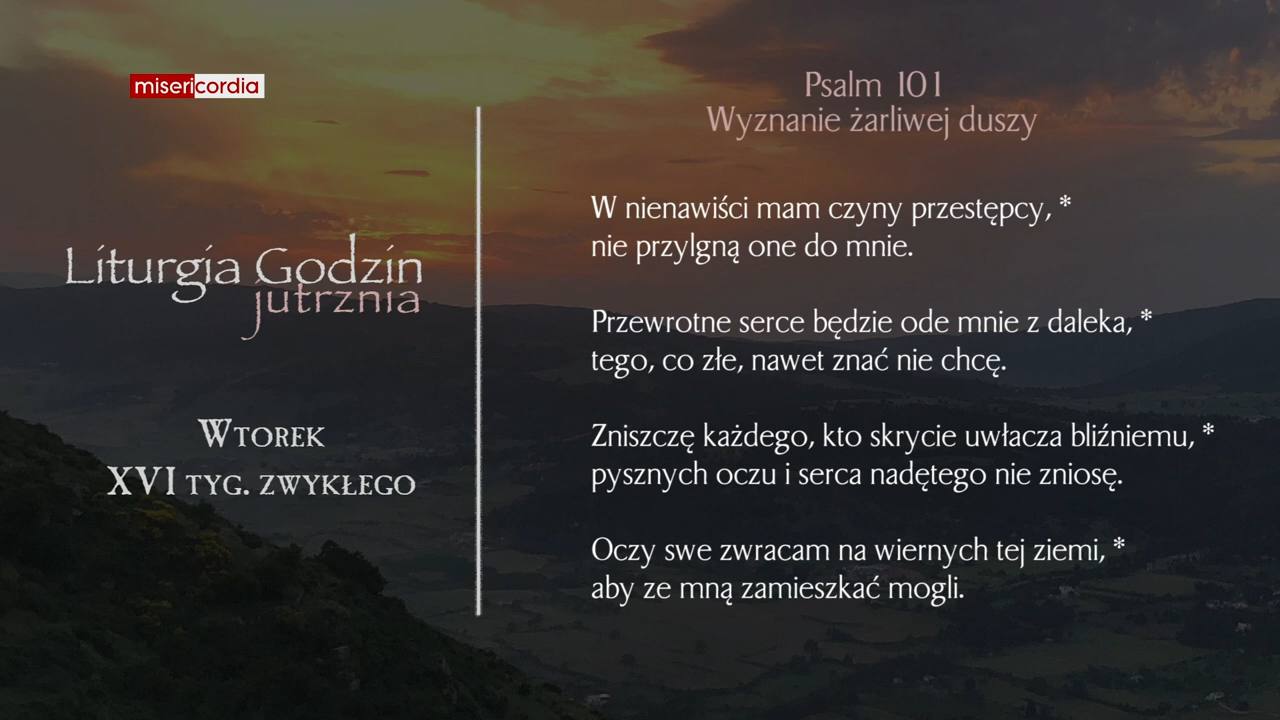 misericordia
Liturgia Godzin
jutrznia
Wtorek
XVI tyg. zwykłego
Psalm 101
Wyznanie żarliwej duszy
W nienawiści mam czyny przestępcy, *
nie przylgną one do mnie.
Przewrotne serce będzie ode mnie z daleka, *
tego, co złe, nawet znać nie chcę.
Zniszczę każdego, kto skrycie uwłacza bliźniemu, *
pysznych oczu i serca nadętego nie zniosę.
Oczy swe zwracam na wiernych tej ziemi, *
aby ze mną zamieszkać mogli.